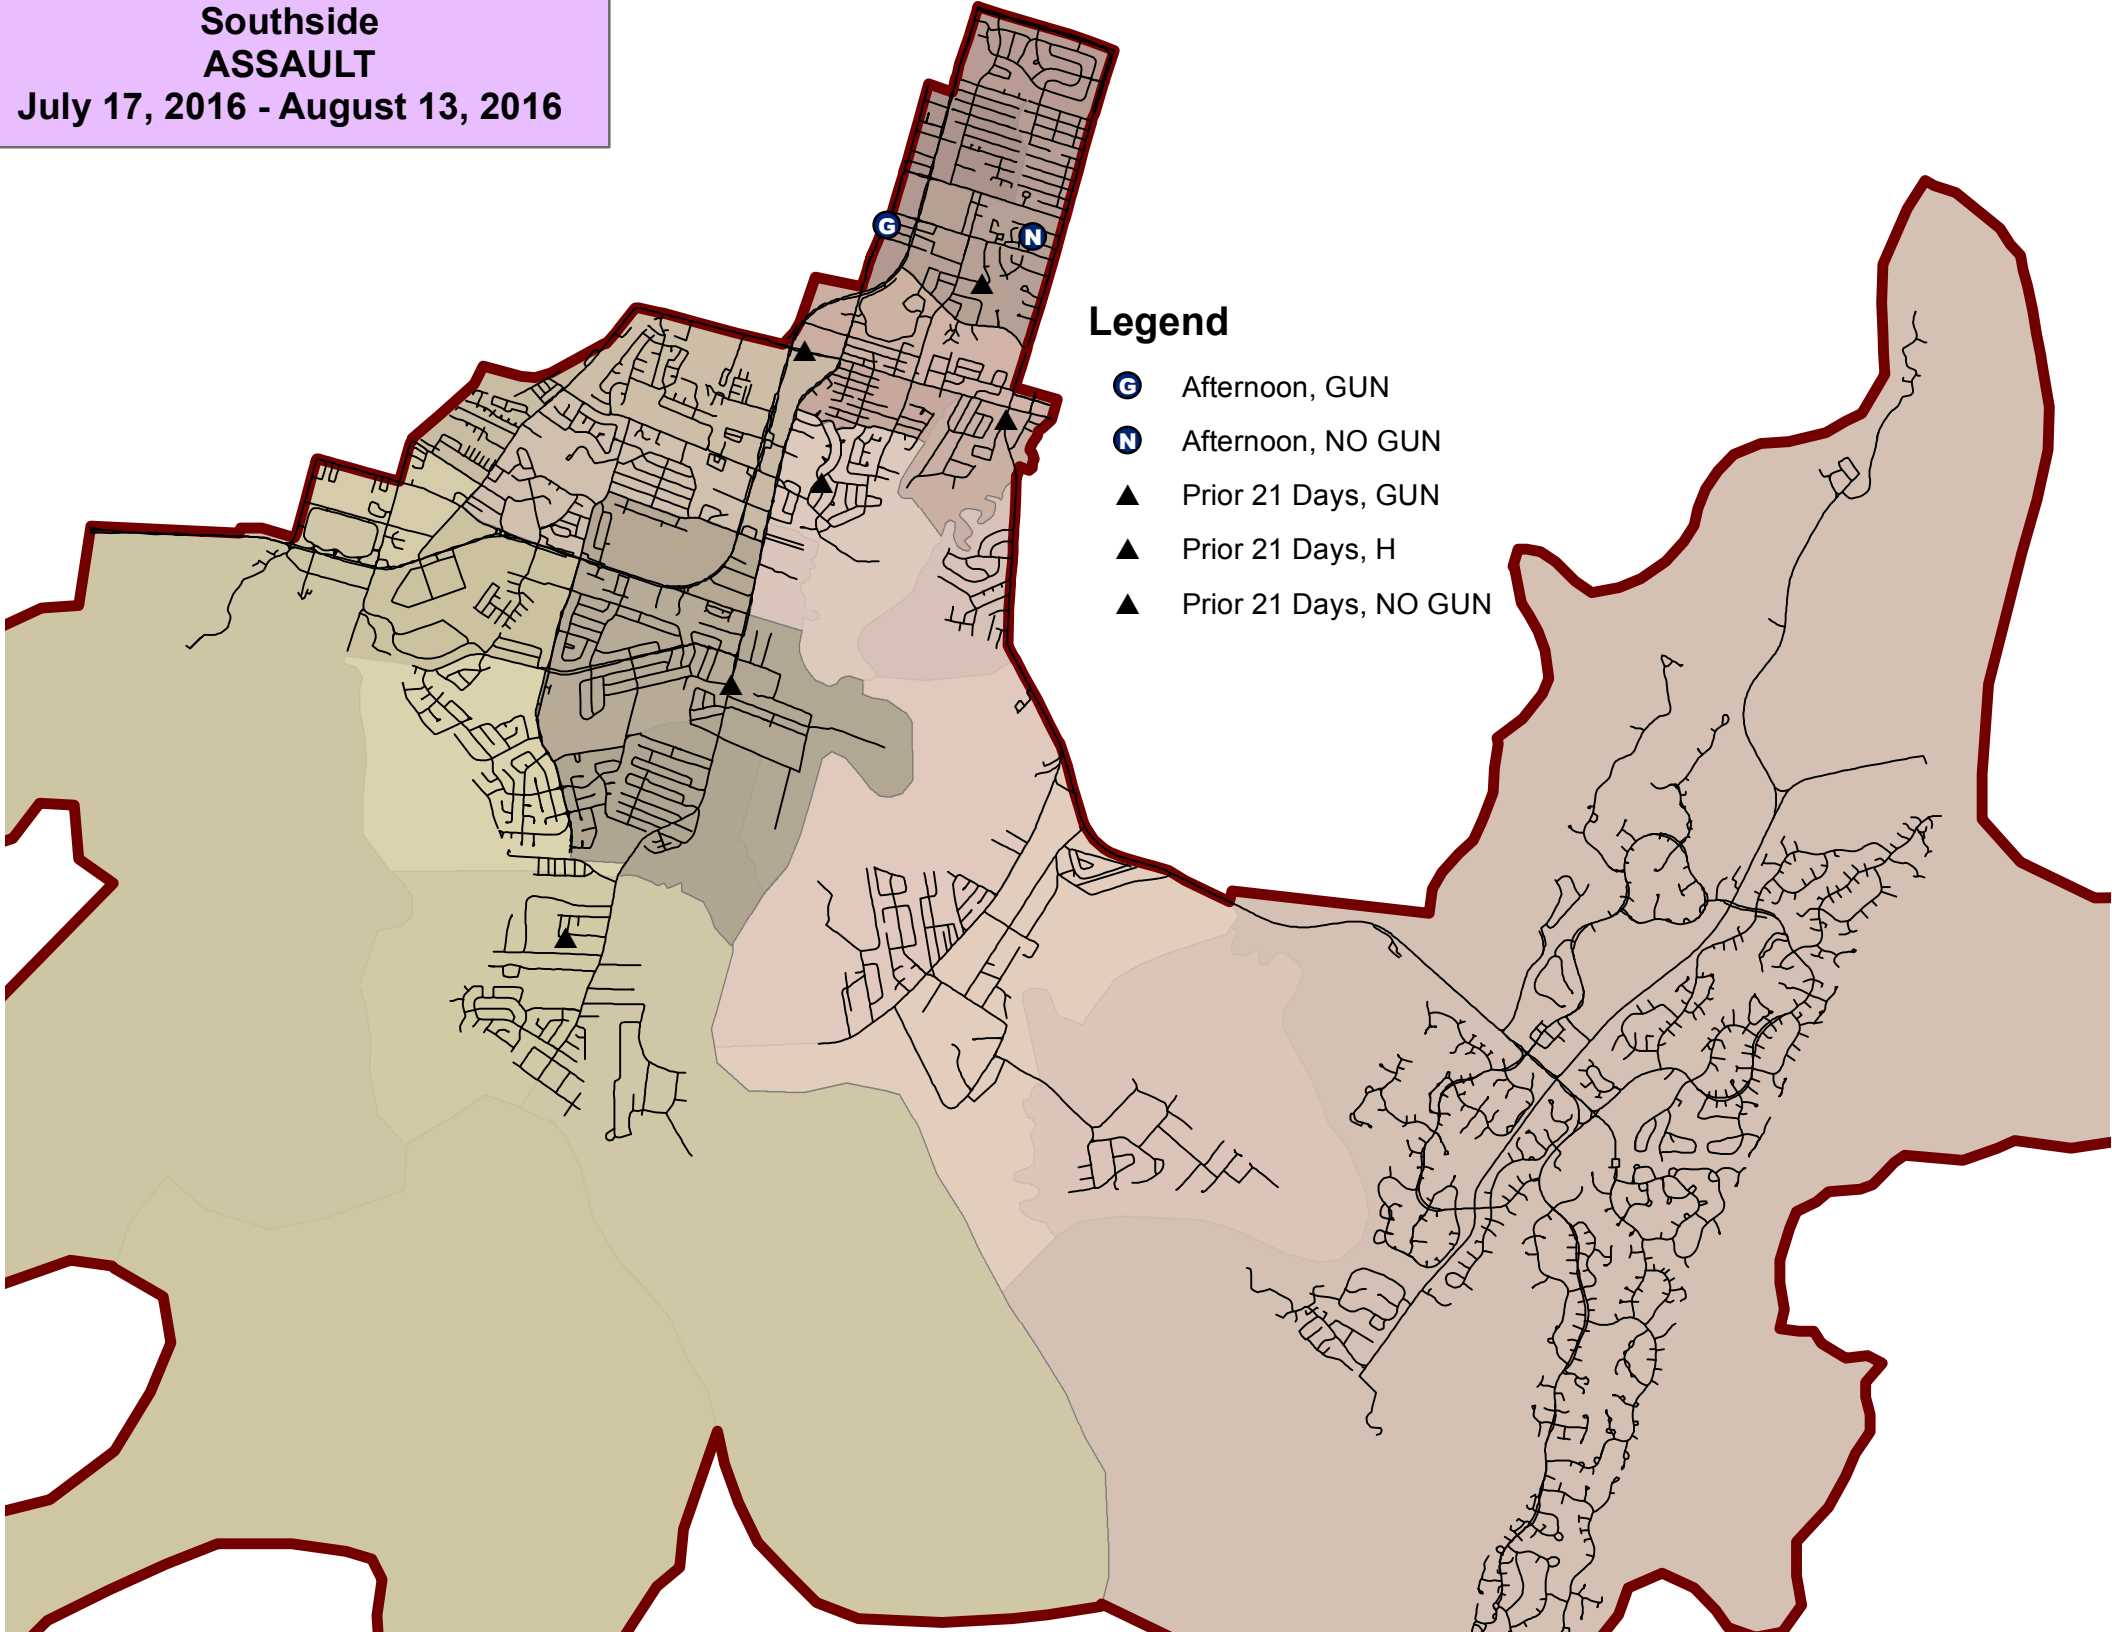 Southside
ASSAULT
July 17, 2016 - August 13, 2016
G
N
Legend
G Afternoon, GUN
N Afternoon, NO GUN
Prior 21 Days, GUN
Prior 21 Days, H
Prior 21 Days, NO GUN